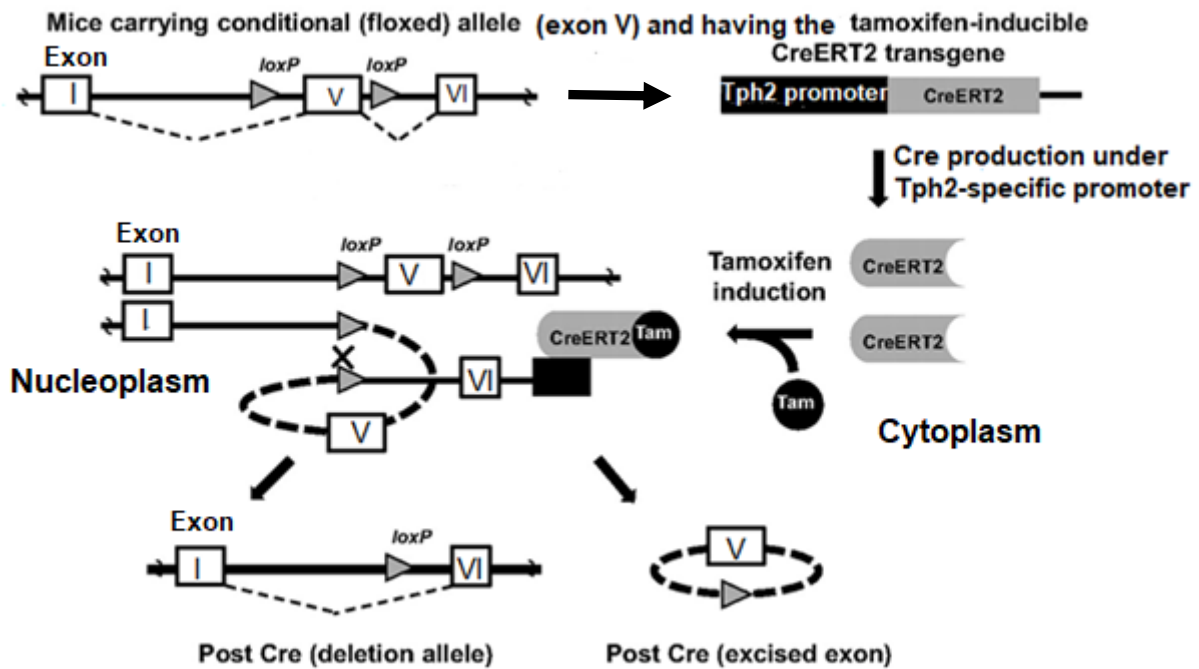 Mice carrying conditional (floxed) allele (exon V) and having the tamoxifen-inducible
CreERT2 transgene
Exon
loxP
loxP
I
V
VI
Tph2 promoter
CreERT2
Cre production under
Tph2-specific promoter
Exon
loxP
loxP
I
V
VI
Tamoxifen
induction
CreERT2
I
CreERT2
Tam
CreERT2
X
Nucleoplasm
VI
Tam
V
Cytoplasm
Exon
loxP
I
VI
V
Post Cre (deletion allele)
Post Cre (excised exon)